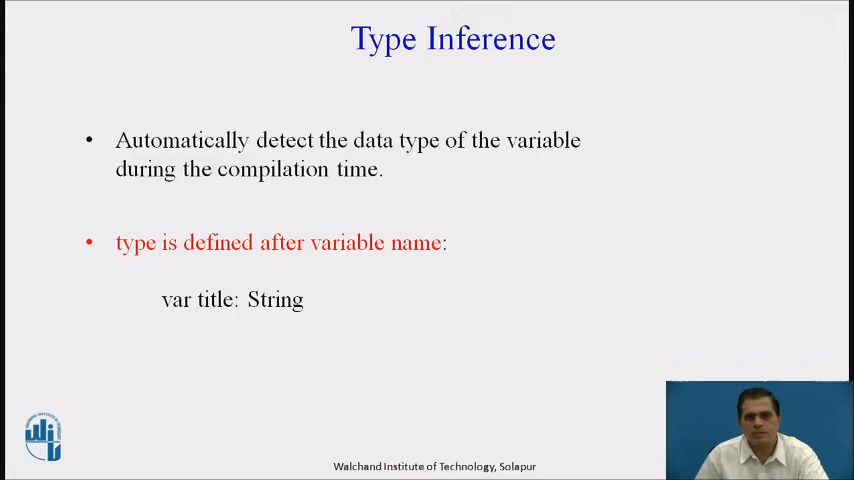 Type Inference
• Automatically detect the data type of the variable
during the compilation time.
• type is defined after variable name:
var title: String
Walchand Institute of Technology, Solapur